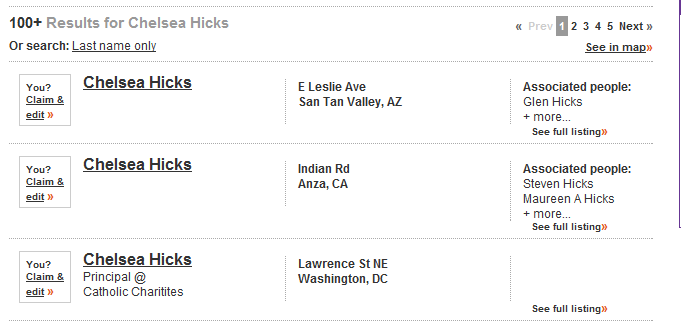 100+ Results for Chelsea Hicks
« Prev 1 2 3 4 5 Next »
Or search: Last name only
See in map»
You?
Claim &
edit »
Chelsea Hicks
E Leslie Ave
San Tan Valley, AZ
Associated people:
Glen Hicks
+ more...
See full listing»
You?
Claim &
edit »
Chelsea Hicks
Indian Rd
Anza, CA
Associated people:
Steven Hicks
Maureen A Hicks
+ more...
See full listing»
You?
Claim &
edit »
Chelsea Hicks
Principal @
Catholic Charitites
Lawrence St NE
Washington, DC
See full listing»